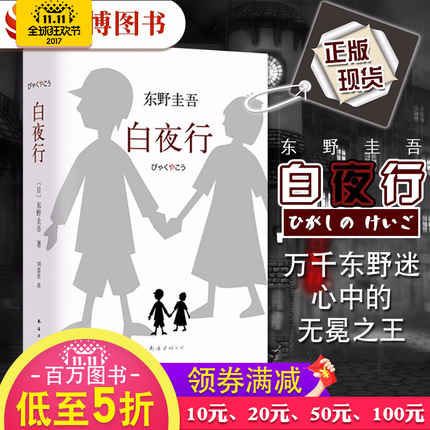 11.11
全球狂欢节
2017
博图书
正版
现货
びゃくやこう
白夜行
〔日〕东野圭吾 著
刘姿君 译
东野圭吾
白夜行
びゃくやこう
南海出版公司
东野圭吾
白夜行
ひがしの けいご
万千东野迷
心中的
无冕之王
11.11
百万图书
低至5折
领券满减
10元、20元、50元、100元